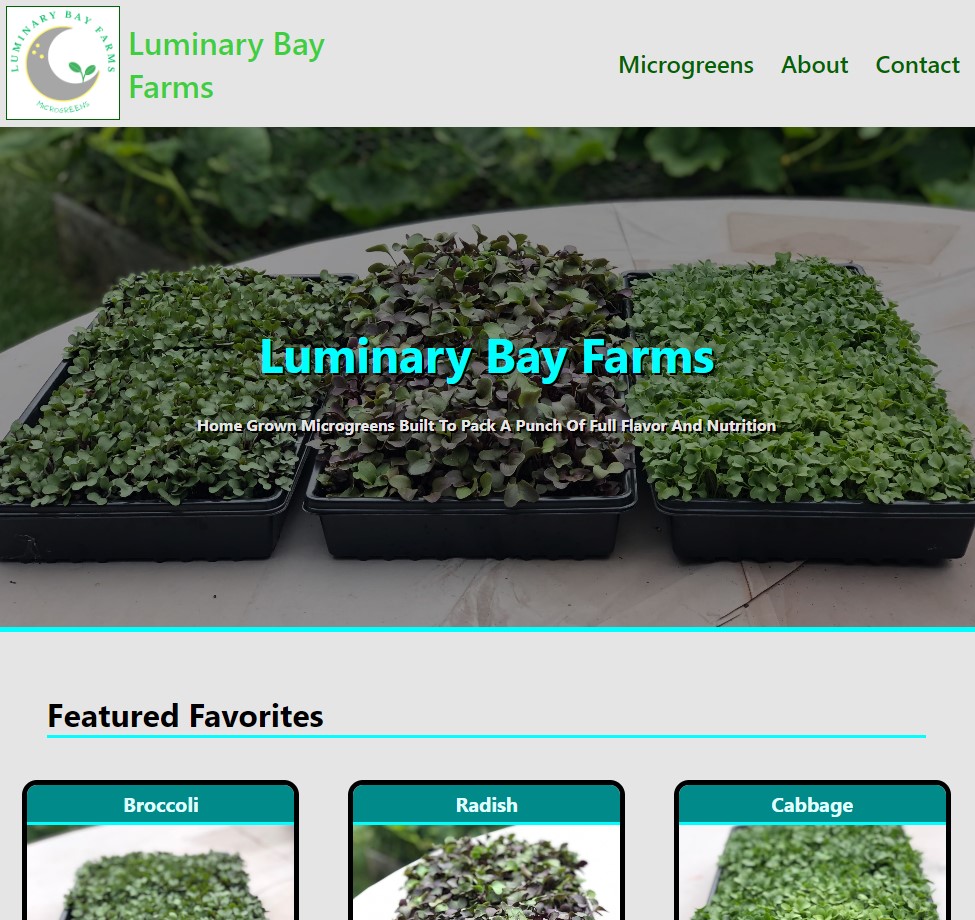 LUMINARY BAY FARMS
MICROGREENS
Luminary Bay
Farms
Microgreens About Contact
Luminary Bay Farms
Home Grown Microgreens Built To Pack A Punch Of Full Flavor And Nutrition
Featured Favorites
Broccoli Radish Cabbage